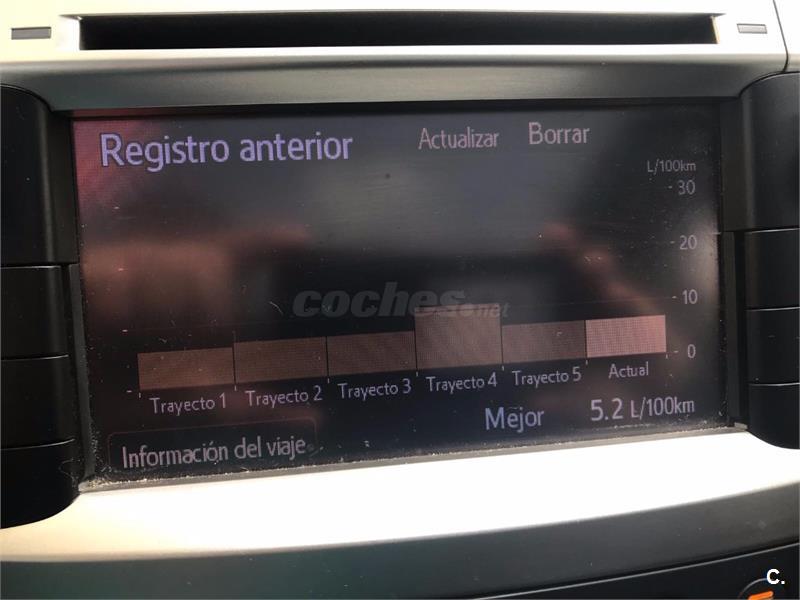 Registro anterior
Actualizar
Borrar
L/100km
30
20
10
0
coches.net
Trayecto 1
Trayecto 2
Trayecto 3
Trayecto 4
Trayecto 5
Actual
Mejor
5.2 L/100km
Información del viaje
c.